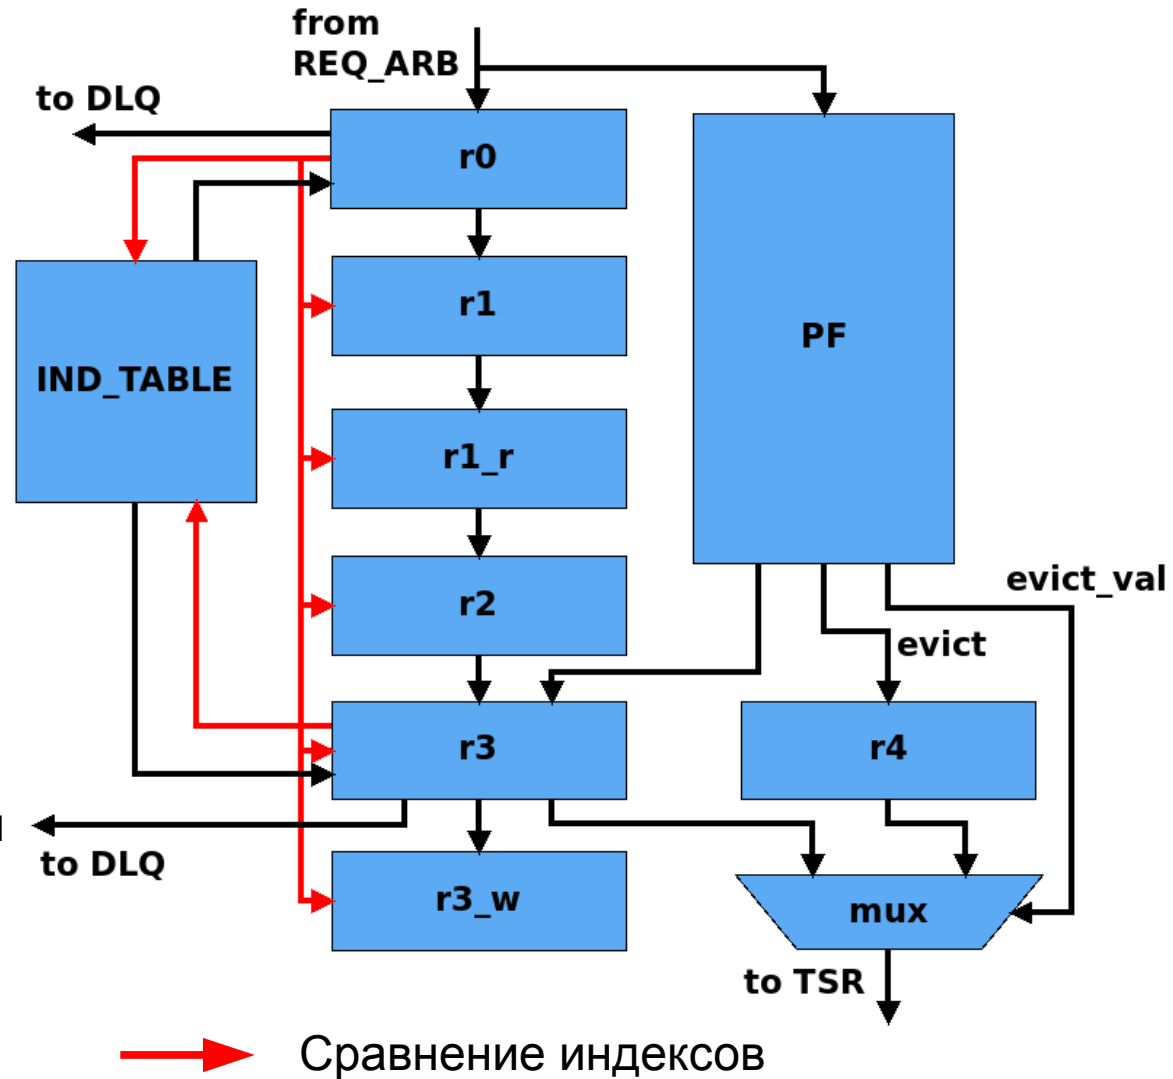 from
REQ_ARB
to DLQ
r0
r1
PF
IND_TABLE
r1_r
evict_val
r2
evict
r3
r4
to DLQ
r3_w
mux
to TSR
Сравнение индексов